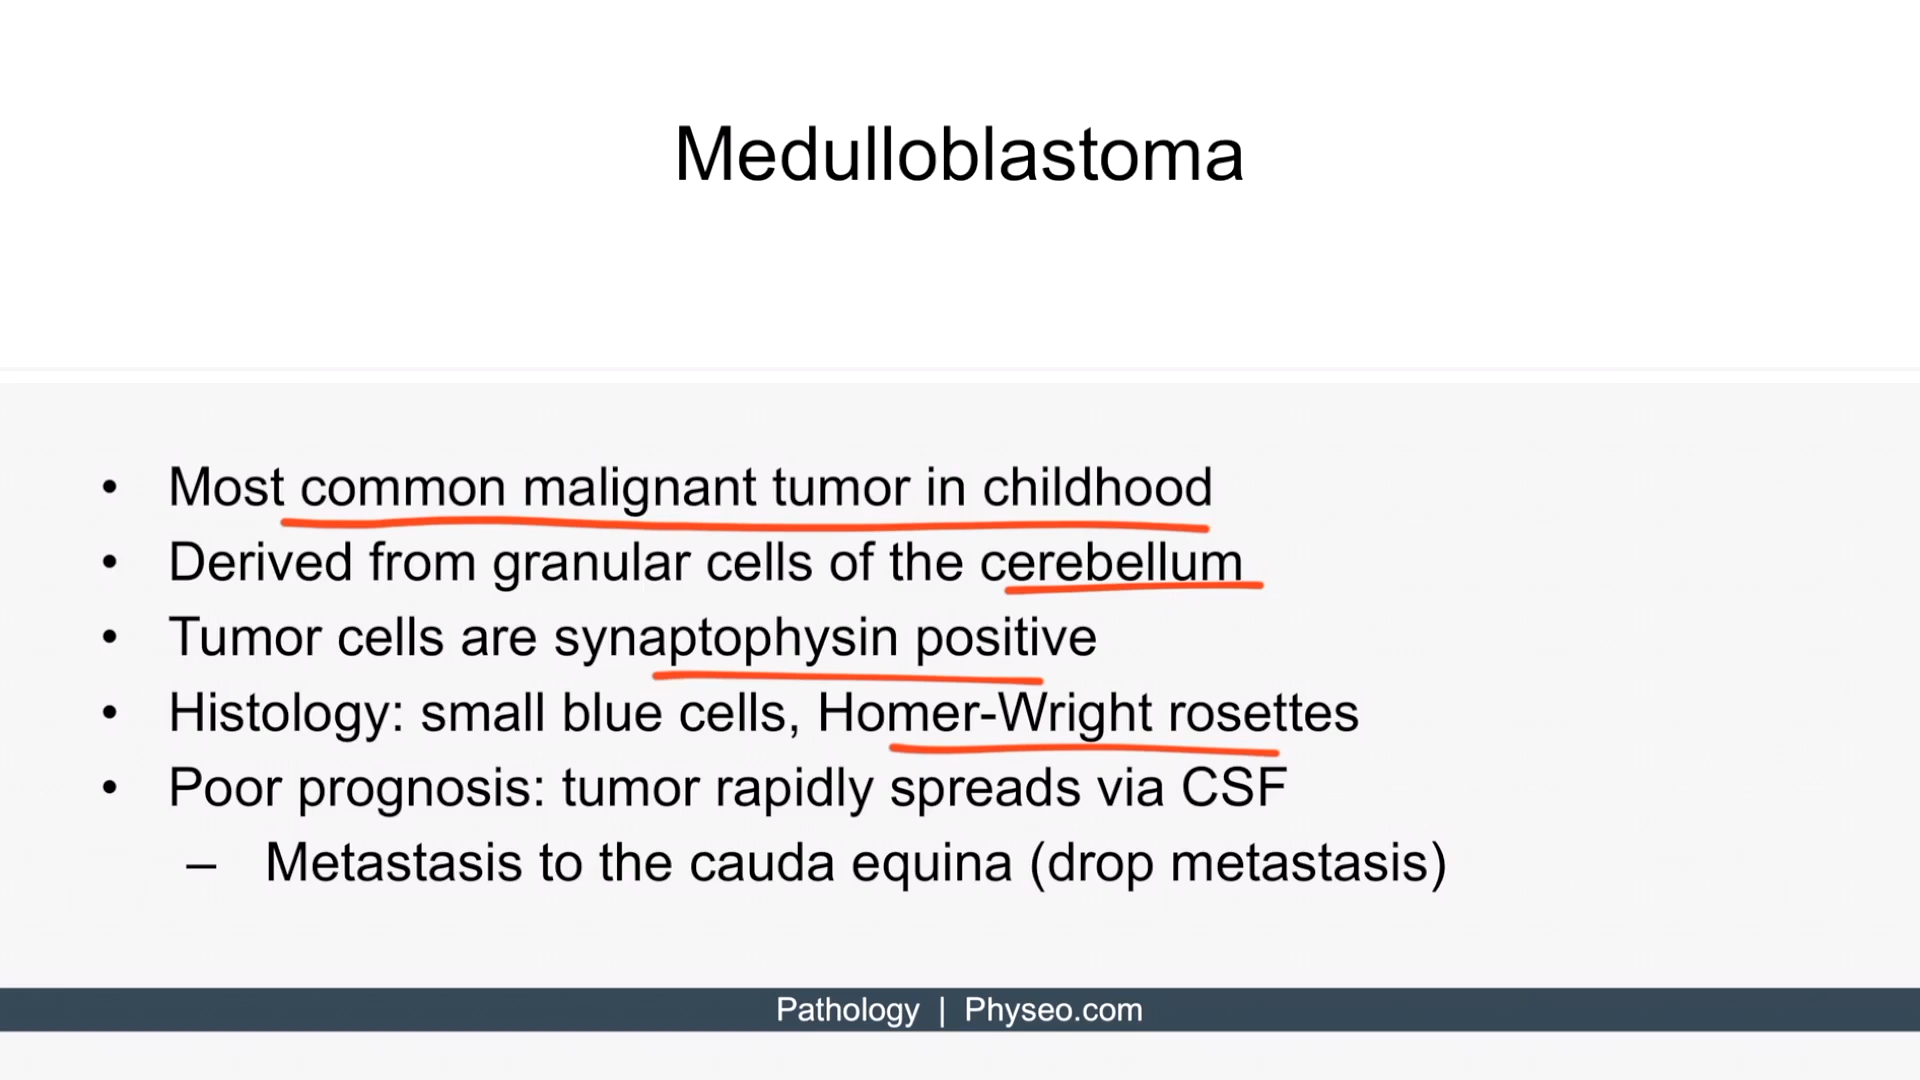 Medulloblastoma
• Most common malignant tumor in childhood
• Derived from granular cells of the cerebellum
• Tumor cells are synaptophysin positive
• Histology: small blue cells, Homer-Wright rosettes
• Poor prognosis: tumor rapidly spreads via CSF
– Metastasis to the cauda equina (drop metastasis)
Pathology | Physeo.com